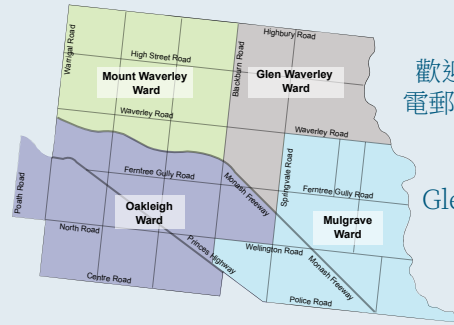 Highbury Road
Warrigal Road
High Street Road
Blackburn Road
Mount Waverley
Ward
Glen Waverley
Ward
Waverley Road
Waverley Road
Ferntree Gully Road
Monash Freeway
Springvale Road
Ferntree Gully Road
Poath Road
Oakleigh
Ward
Mulgrave
Ward
North Road
Princes Highway
Wellington Road
Monash Freeway
Centre Road
Police Road
歡迎
電郵
Gle